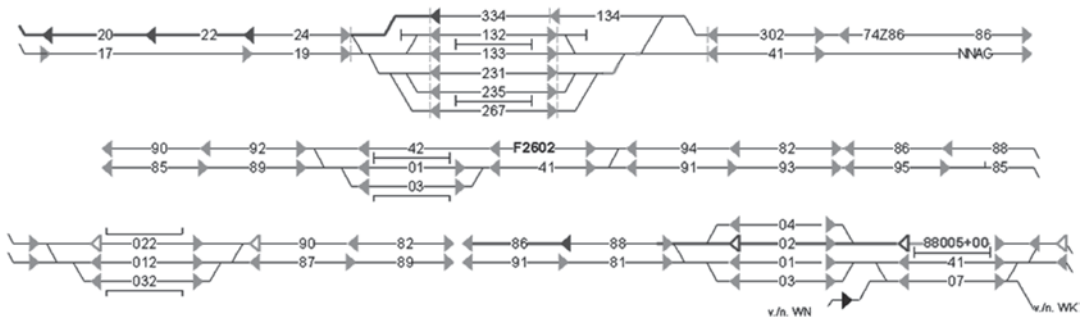 334 134
20 22 24 132 302 74Z86 86
17 19 133 41 NNAG
231
235
267
90 92 42 F2602 94 82 86 88
85 89 01 41 91 93 95 85
03
04
022 90 82 86 88 02 88005+00
012 87 89 91 81 01 41
032 03 07
v./n. WN v./n. WK